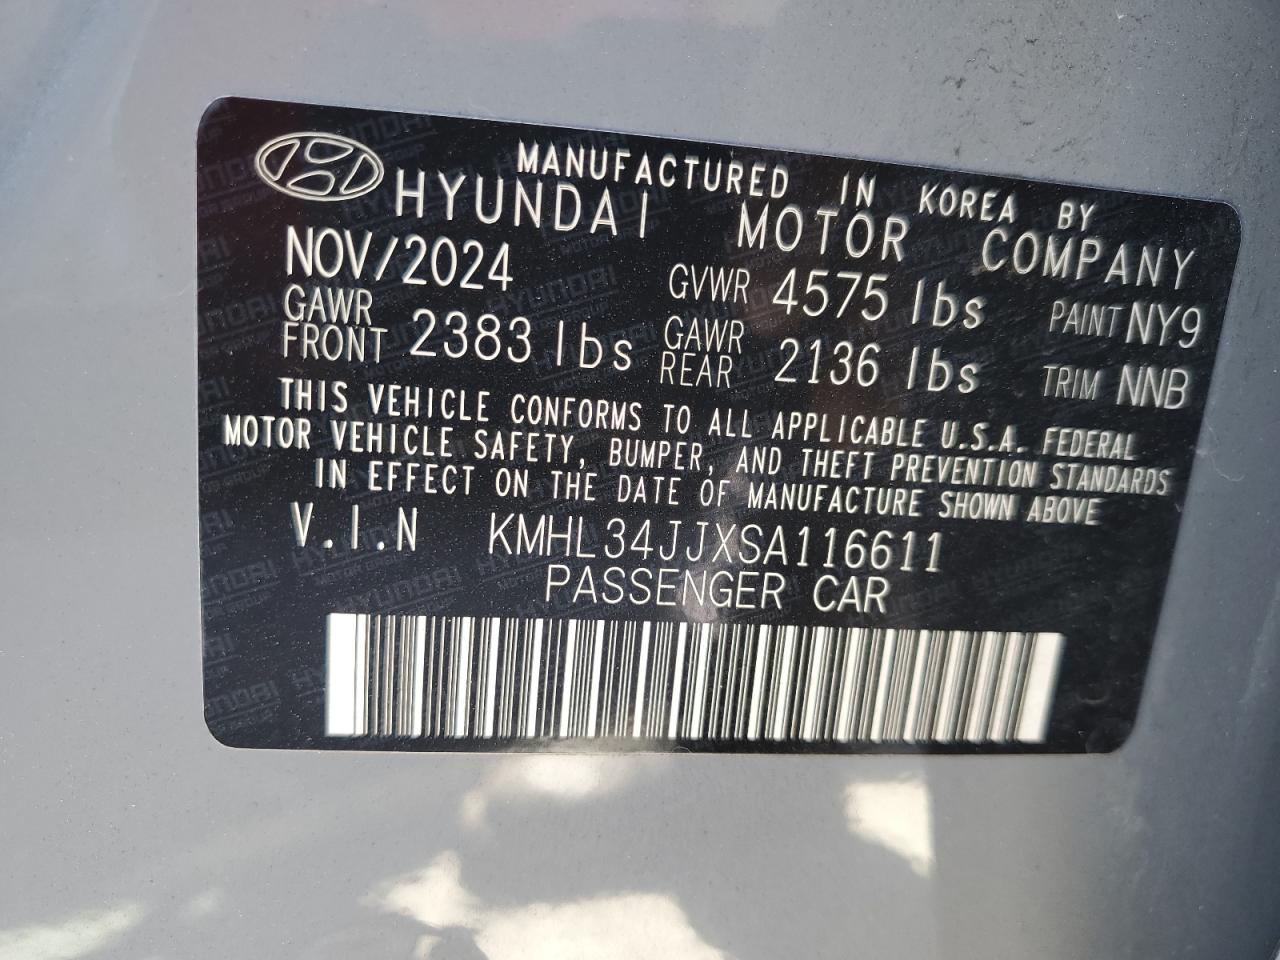 MANUFACTURED IN KOREA BY
HYUNDAI MOTOR COMPANY
NOV/2024 GVWR 4575 lbs PAINT NY9
GAWR FRONT 2383 lbs GAWR REAR 2136 lbs TRIM NNB
THIS VEHICLE CONFORMS TO ALL APPLICABLE U.S.A. FEDERAL
MOTOR VEHICLE SAFETY, BUMPER, AND THEFT PREVENTION STANDARDS
IN EFFECT ON THE DATE OF MANUFACTURE SHOWN ABOVE
V.I.N KMHL34JJXSA116611
PASSENGER CAR